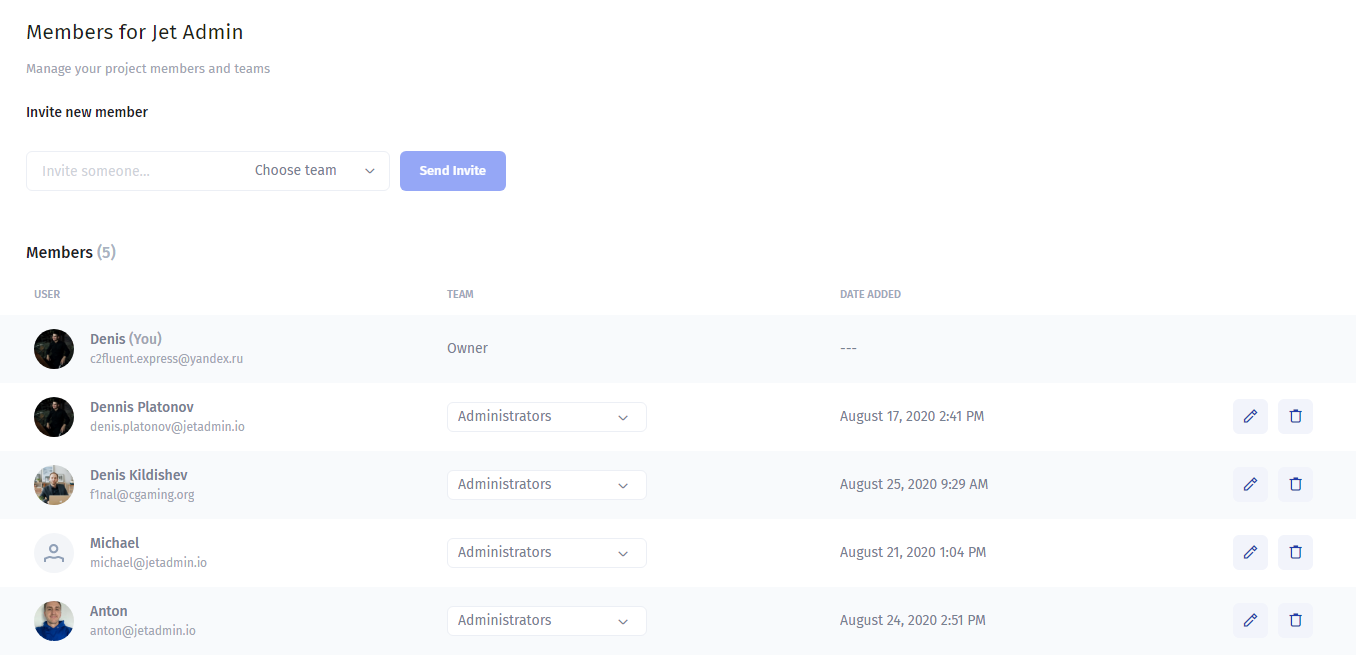 Members for Jet Admin
Manage your project members and teams
Invite new member
Invite someone... Choose team Send Invite
Members (5)
USER TEAM DATE ADDED
Denis (You)
c2fluent.express@yandex.ru
Owner ---
Dennis Platonov
denis.platonov@jetadmin.io
Administrators August 17, 2020 2:41 PM
Denis Kildishev
f1nal@cgaming.org
Administrators August 25, 2020 9:29 AM
Michael
michael@jetadmin.io
Administrators August 21, 2020 1:04 PM
Anton
anton@jetadmin.io
Administrators August 24, 2020 2:51 PM